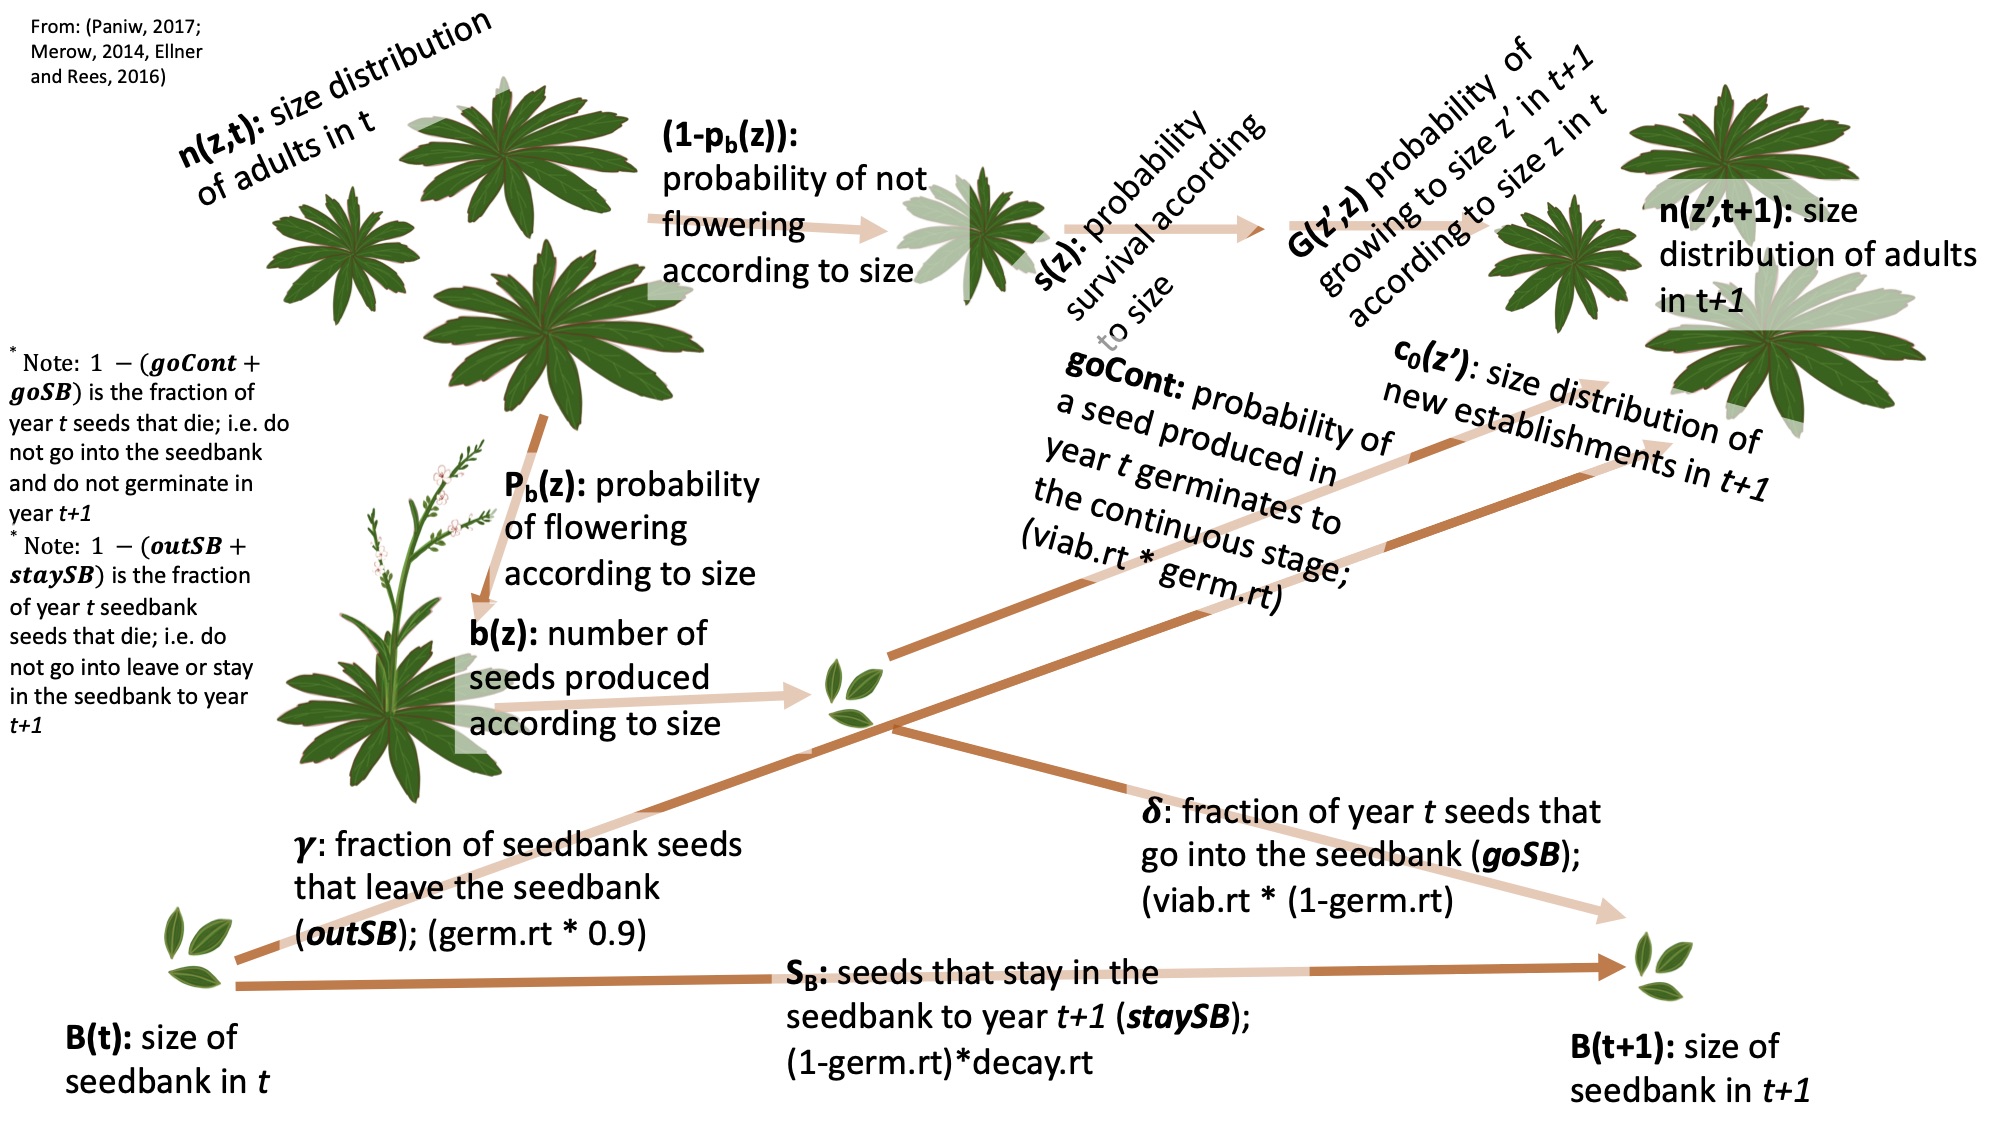 From: (Paniw, 2017;
Merow, 2014, Ellner
and Rees, 2016)
n(z,t): size distribution
of adults in t
(1-pb(z)):
probability of not
flowering
according to size
s(z): probability
survival according
to size
G(z’,z) probability of
growing to size z’ in t+1
according to size z in t
n(z’,t+1): size
distribution of adults
in t+1
* Note: 1 − (goCont +
goSB) is the fraction of
year t seeds that die; i.e. do
not go into the seedbank
and do not germinate in
year t+1
* Note: 1 − (outSB +
staySB) is the fraction
of year t seedbank
seeds that die; i.e. do
not go into leave or stay
in the seedbank to year
t+1
Pb(z): probability
of flowering
according to size
b(z): number of
seeds produced
according to size
goCont: probability of
a seed produced in
year t germinates to
the continuous stage;
(viab.rt * germ.rt)
c0(z’): size distribution of
new establishments in t+1
γ: fraction of seedbank seeds
that leave the seedbank
(outSB); (germ.rt * 0.9)
δ: fraction of year t seeds that
go into the seedbank (goSB);
(viab.rt * (1-germ.rt)
SB: seeds that stay in the
seedbank to year t+1 (staySB);
(1-germ.rt)*decay.rt
B(t): size of
seedbank in t
B(t+1): size of
seedbank in t+1